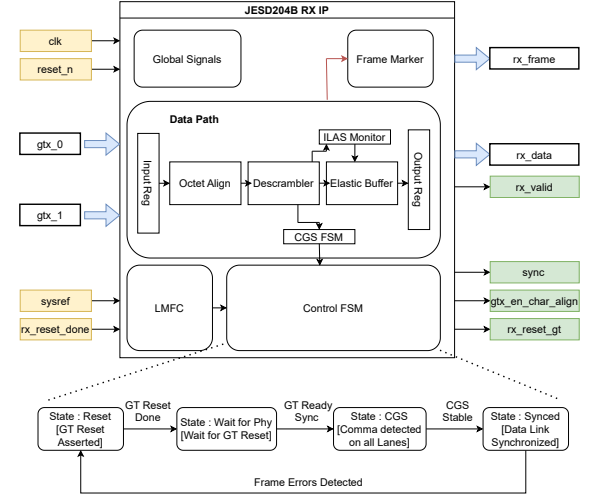 JESD204B RX IP
clk
reset_n
Global Signals
Frame Marker
rx_frame
Data Path
gtx_0
gtx_1
Input Reg
Octet Align
Descrambler
ILAS Monitor
Elastic Buffer
Output Reg
CGS FSM
rx_data
rx_valid
sysref
rx_reset_done
LMFC
Control FSM
sync
gtx_en_char_align
rx_reset_gt
State : Reset
[GT Reset
Asserted]
GT Reset
Done
State : Wait for Phy
[Wait for GT Reset]
GT Ready
Sync
State : CGS
[Comma detected
on all Lanes]
CGS
Stable
State : Synced
[Data Link
Synchronized]
Frame Errors Detected